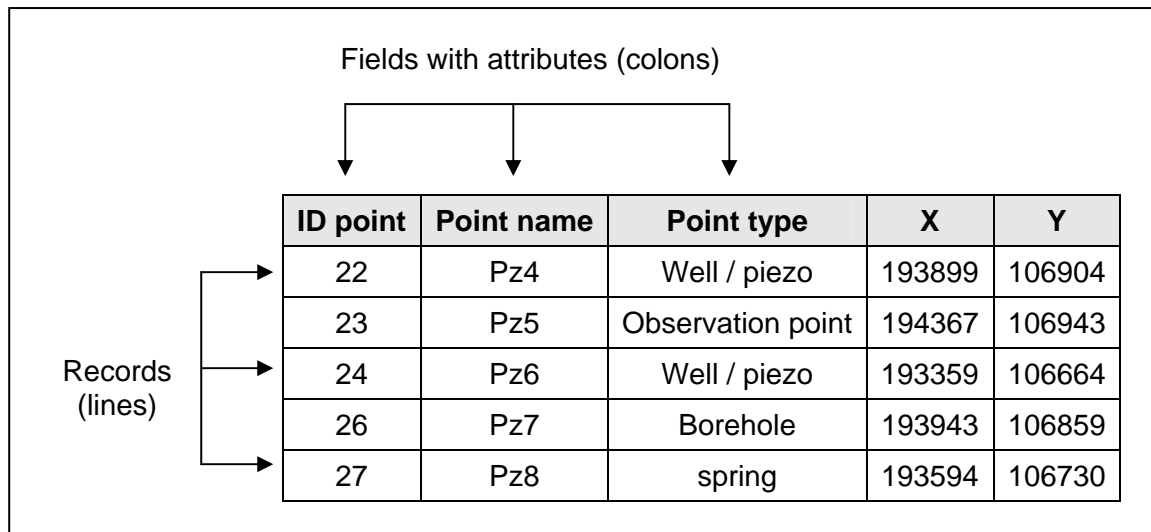 Fields with attributes (colons)
ID point Point name Point type X Y
22 Pz4 Well / piezo 193899 106904
23 Pz5 Observation point 194367 106943
Records
(lines)
24 Pz6 Well / piezo 193359 106664
26 Pz7 Borehole 193943 106859
27 Pz8 spring 193594 106730